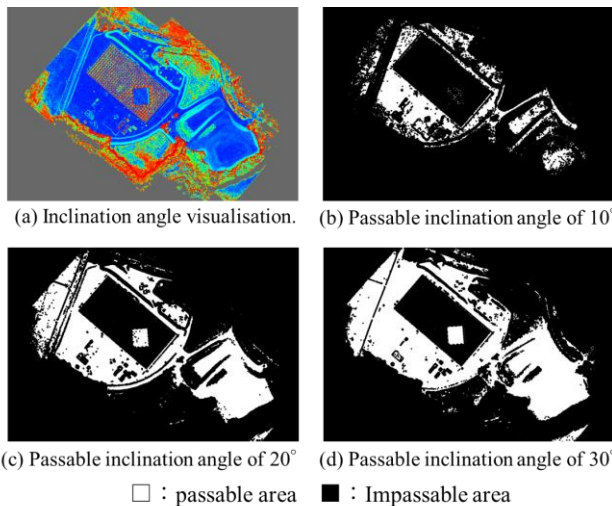 (a) Inclination angle visualisation.
(b) Passable inclination angle of 10°
(c) Passable inclination angle of 20°
(d) Passable inclination angle of 30°
□ : passable area ■ : Impassable area